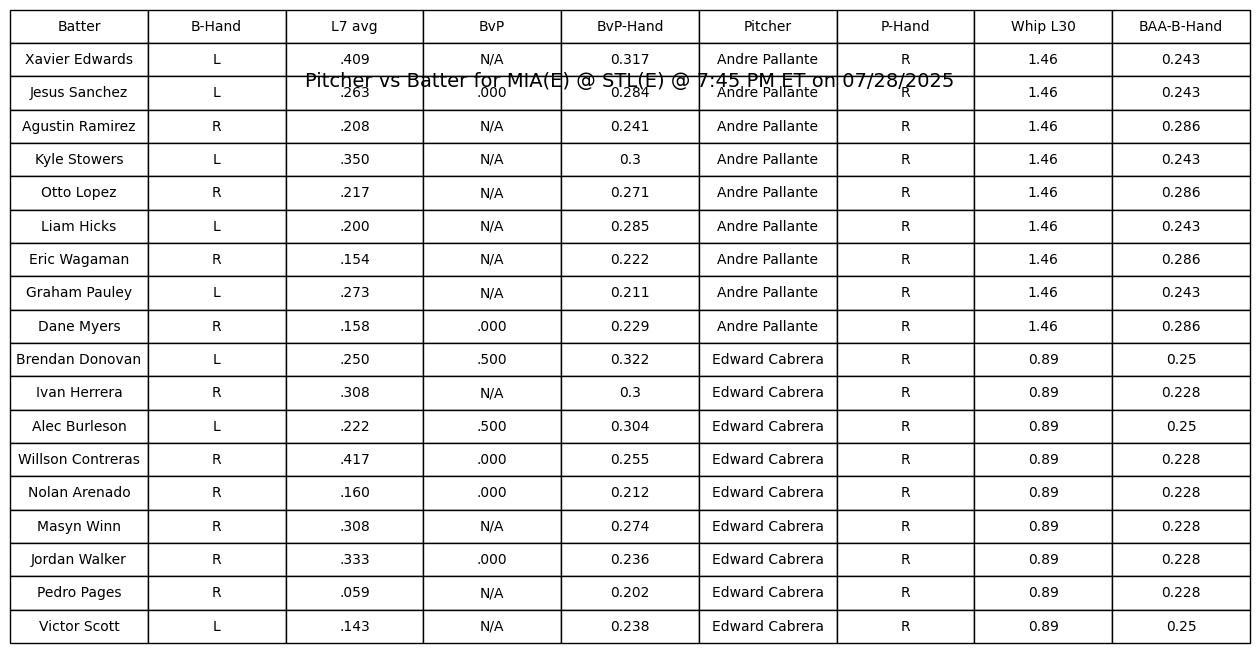 Batter B-Hand L7 avg BvP BvP-Hand Pitcher P-Hand Whip L30 BAA-B-Hand
Xavier Edwards L .409 N/A 0.317 Andre Pallante R 1.46 0.243
Pitcher vs Batter for MIA(E) @ STL(E) @ 7:45 PM ET on 07/28/2025
Jesus Sanchez L .263 .000 0.284 Andre Pallante R 1.46 0.243
Agustin Ramirez R .208 N/A 0.241 Andre Pallante R 1.46 0.286
Kyle Stowers L .350 N/A 0.3 Andre Pallante R 1.46 0.243
Otto Lopez R .217 N/A 0.271 Andre Pallante R 1.46 0.286
Liam Hicks L .200 N/A 0.285 Andre Pallante R 1.46 0.243
Eric Wagaman R .154 N/A 0.222 Andre Pallante R 1.46 0.286
Graham Pauley L .273 N/A 0.211 Andre Pallante R 1.46 0.243
Dane Myers R .158 .000 0.229 Andre Pallante R 1.46 0.286
Brendan Donovan L .250 .500 0.322 Edward Cabrera R 0.89 0.25
Ivan Herrera R .308 N/A 0.3 Edward Cabrera R 0.89 0.228
Alec Burleson L .222 .500 0.304 Edward Cabrera R 0.89 0.25
Willson Contreras R .417 .000 0.255 Edward Cabrera R 0.89 0.228
Nolan Arenado R .160 .000 0.212 Edward Cabrera R 0.89 0.228
Masyn Winn R .308 N/A 0.274 Edward Cabrera R 0.89 0.228
Jordan Walker R .333 .000 0.236 Edward Cabrera R 0.89 0.228
Pedro Pages R .059 N/A 0.202 Edward Cabrera R 0.89 0.228
Victor Scott L .143 N/A 0.238 Edward Cabrera R 0.89 0.25